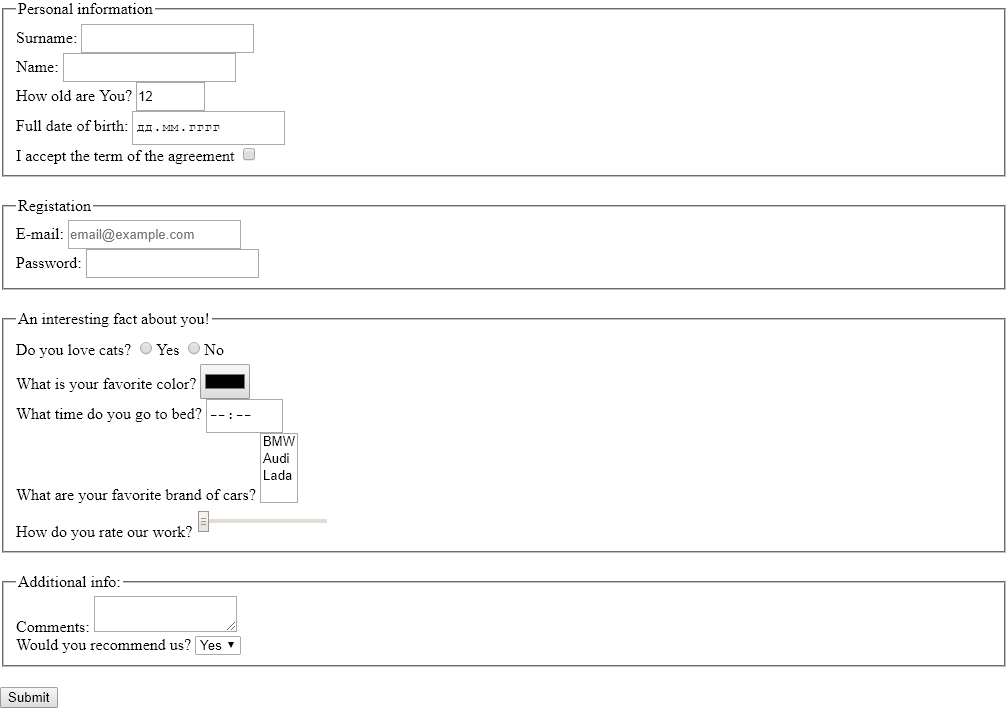 Personal information
Surname:
Name:
How old are You? 12
Full date of birth: дд.мм.гггг
I accept the term of the agreement
Registation
E-mail: email@example.com
Password:
An interesting fact about you!
Do you love cats? Yes No
What is your favorite color?
What time do you go to bed? --:--
BMW
Audi
Lada
What are your favorite brand of cars?
How do you rate our work?
Additional info:
Comments:
Would you recommend us? Yes
Submit